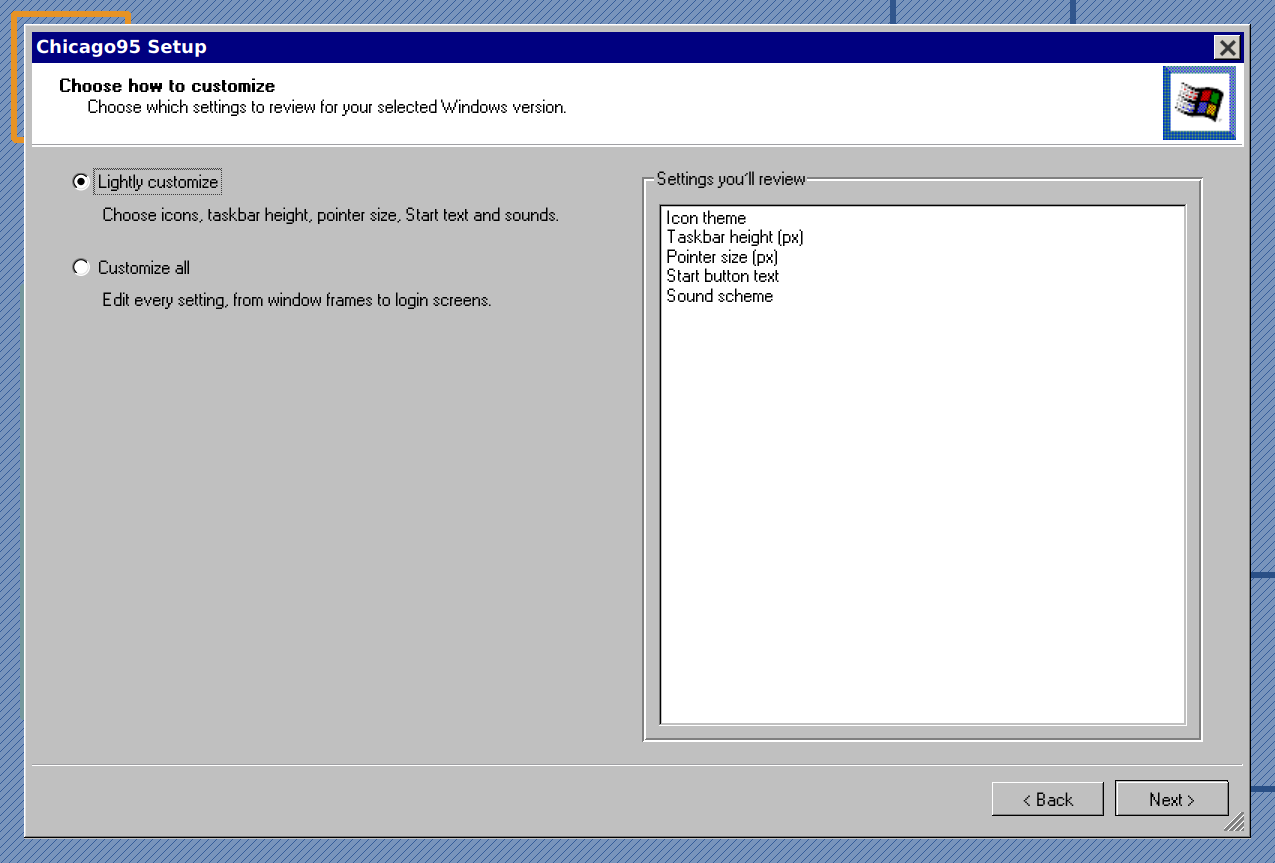 Chicago95 Setup
Choose how to customize
Choose which settings to review for your selected Windows version.
Lightly customize
Choose icons, taskbar height, pointer size, Start text and sounds.
Customize all
Edit every setting, from window frames to login screens.
Settings you'll review
Icon theme
Taskbar height (px)
Pointer size (px)
Start button text
Sound scheme
< Back
Next >